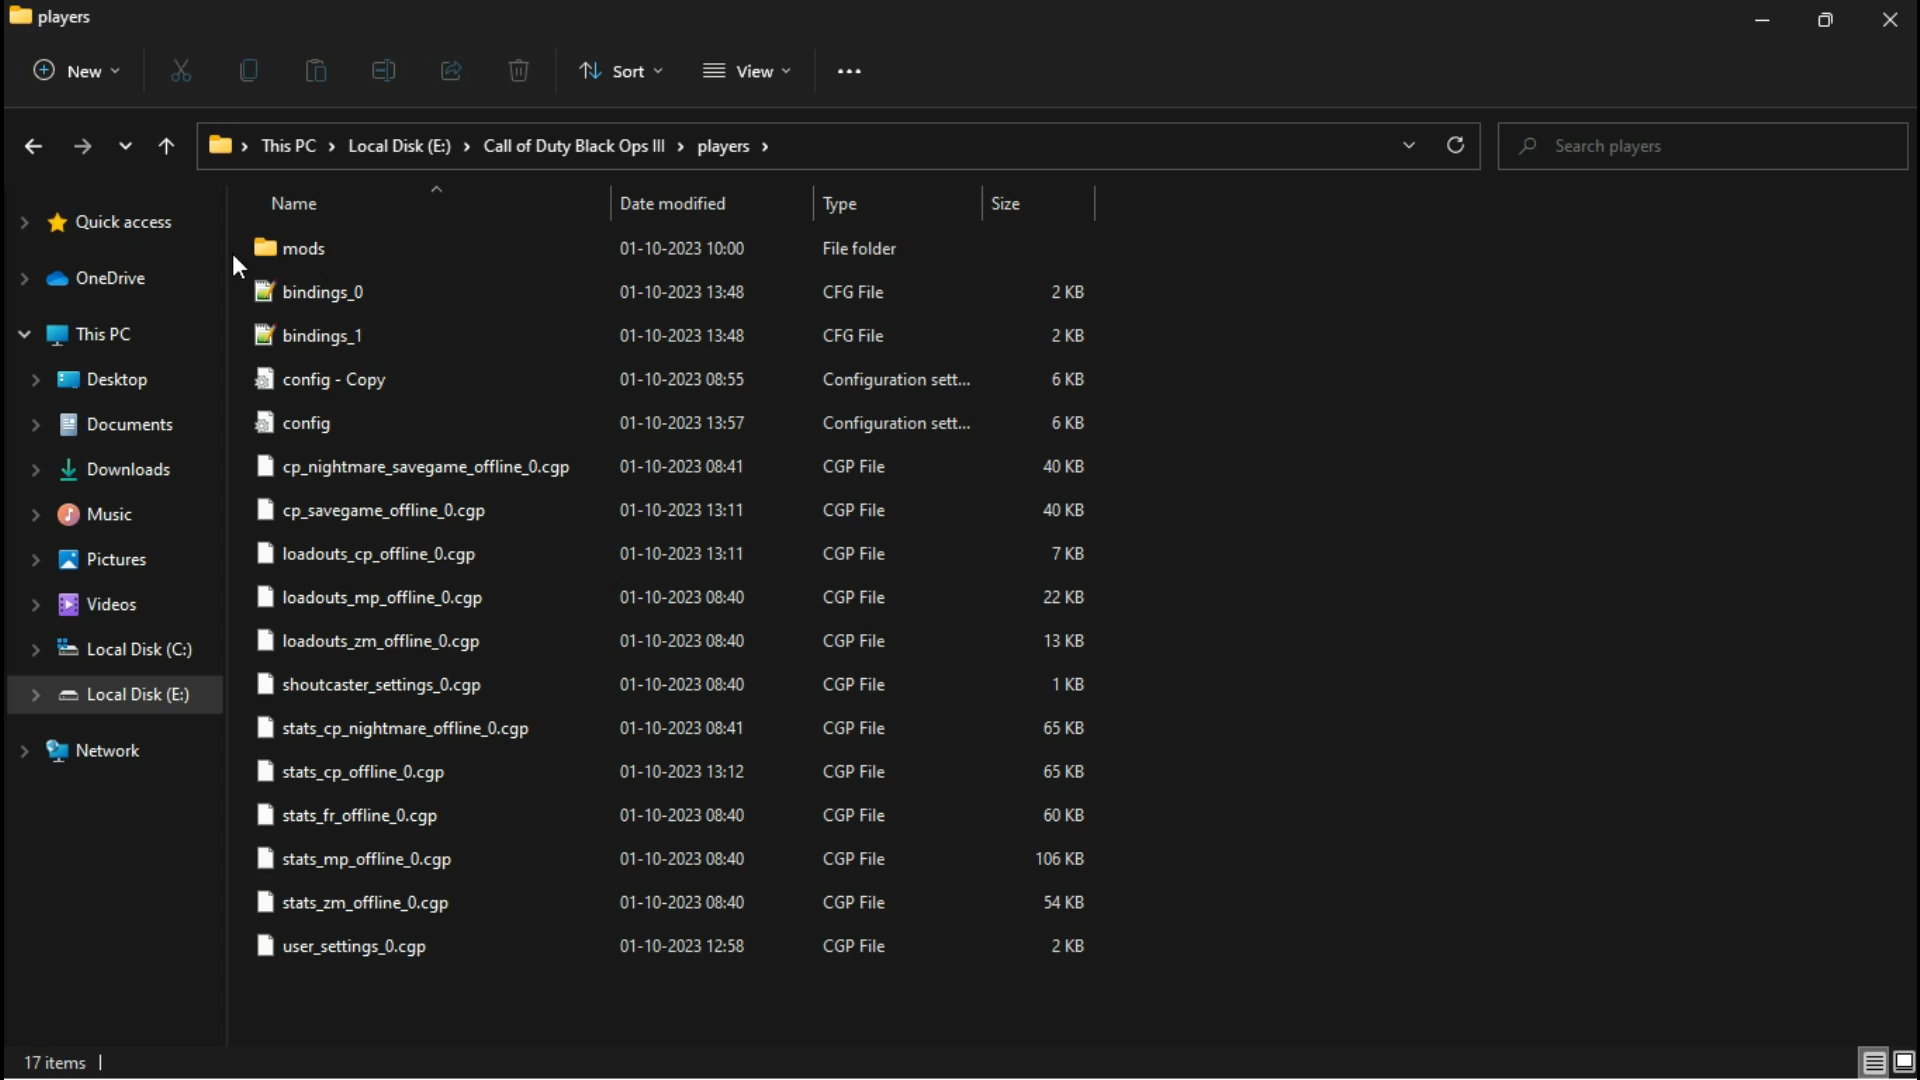 players
New
Sort
View
This PC
Local Disk (E:)
Call of Duty Black Ops III
players
Search players
Quick access
OneDrive
This PC
Desktop
Documents
Downloads
Music
Pictures
Videos
Local Disk (C:)
Local Disk (E:)
Network
Name Date modified Type Size
mods 01-10-2023 10:00 File folder
bindings_0 01-10-2023 13:48 CFG File 2 KB
bindings_1 01-10-2023 13:48 CFG File 2 KB
config - Copy 01-10-2023 08:55 Configuration sett... 6 KB
config 01-10-2023 13:57 Configuration sett... 6 KB
cp_nightmare_savegame_offline_0.cgp 01-10-2023 08:41 CGP File 40 KB
cp_savegame_offline_0.cgp 01-10-2023 13:11 CGP File 40 KB
loadouts_cp_offline_0.cgp 01-10-2023 13:11 CGP File 7 KB
loadouts_mp_offline_0.cgp 01-10-2023 08:40 CGP File 22 KB
loadouts_zm_offline_0.cgp 01-10-2023 08:40 CGP File 13 KB
shoutcaster_settings_0.cgp 01-10-2023 08:40 CGP File 1 KB
stats_cp_nightmare_offline_0.cgp 01-10-2023 08:41 CGP File 65 KB
stats_cp_offline_0.cgp 01-10-2023 13:12 CGP File 65 KB
stats_fr_offline_0.cgp 01-10-2023 08:40 CGP File 60 KB
stats_mp_offline_0.cgp 01-10-2023 08:40 CGP File 106 KB
stats_zm_offline_0.cgp 01-10-2023 08:40 CGP File 54 KB
user_settings_0.cgp 01-10-2023 12:58 CGP File 2 KB
17 items